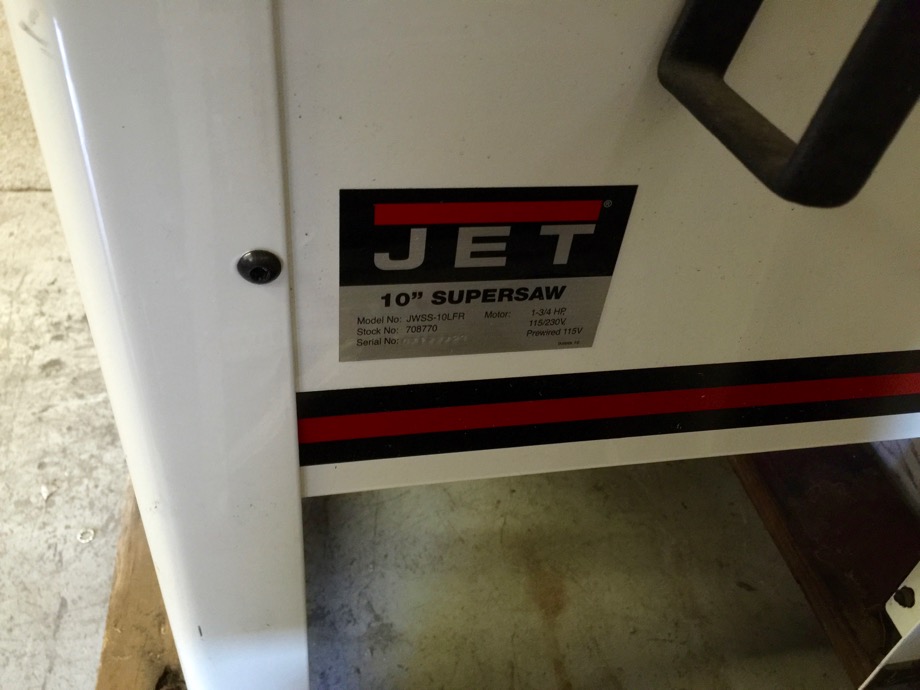 JET®
10" SUPERSAW
Model No: JWSS-10LFR Motor: 1-3/4 HP,
Stock No: 708770 115/230V,
Serial No: Prewired 115V